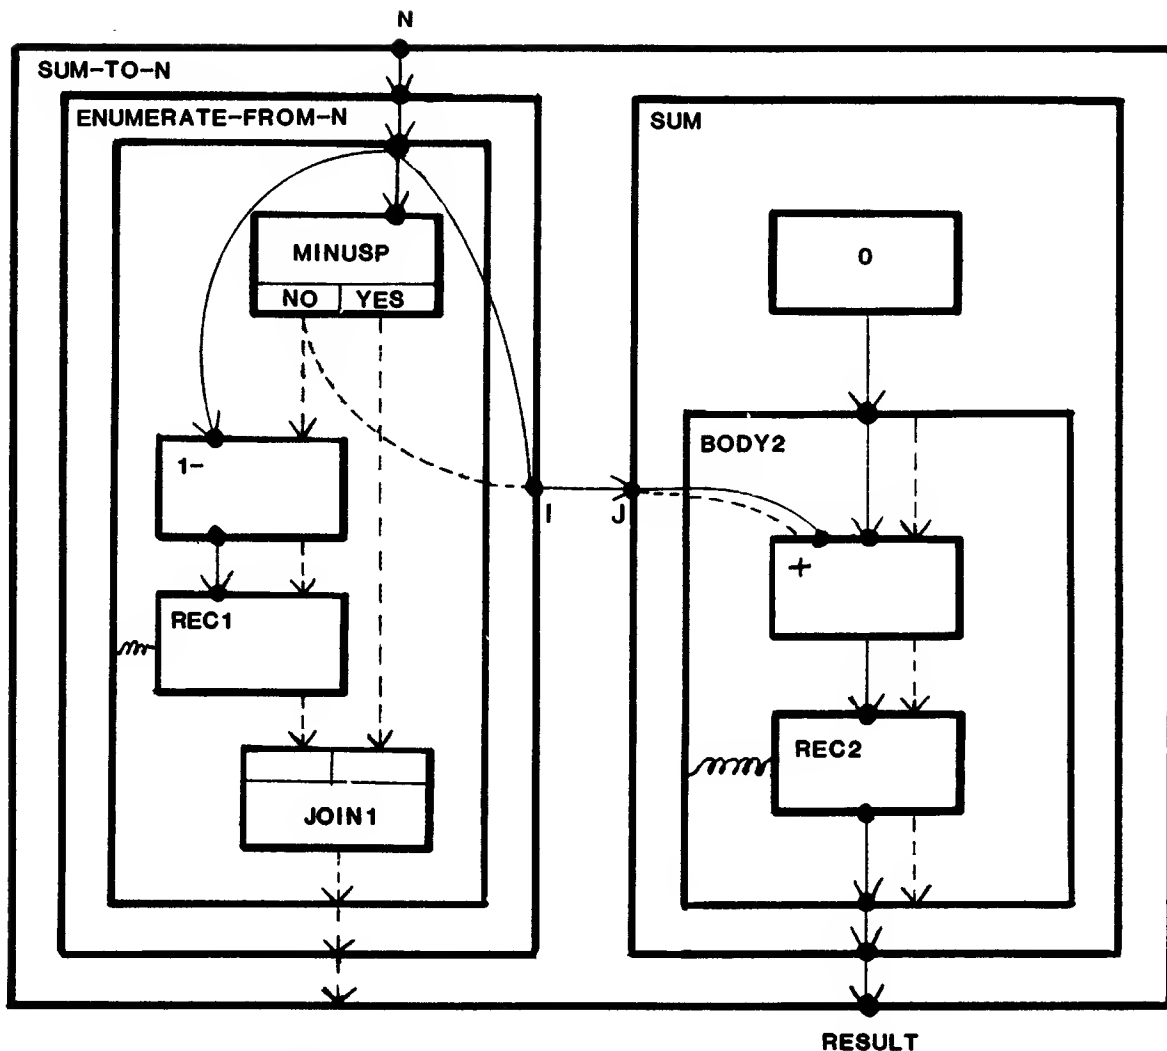 N
SUM-TO-N
ENUMERATE-FROM-N
SUM
MINUSP
NO YES
0
1-
BODY2
I J
+
REC1
REC2
JOIN1
RESULT